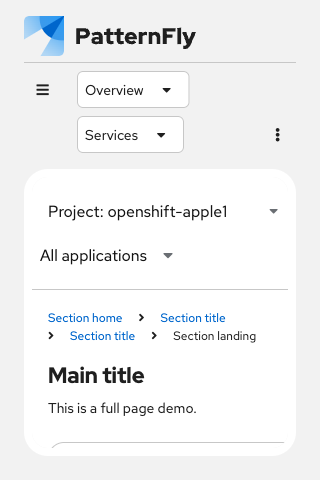 PatternFly
Overview
Services
Project: openshift-apple1
All applications
Section home > Section title
> Section title > Section landing
Main title
This is a full page demo.